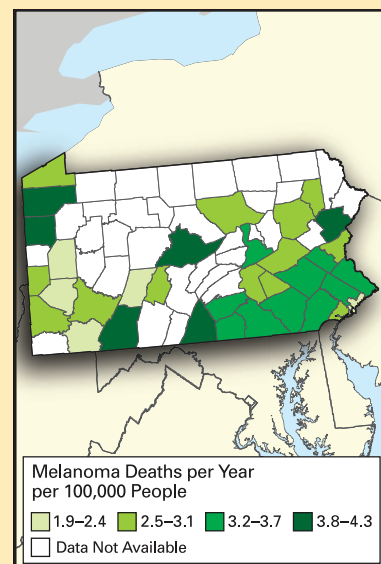 Melanoma Deaths per Year
per 100,000 People
1.9–2.4 2.5–3.1 3.2–3.7 3.8–4.3
Data Not Available